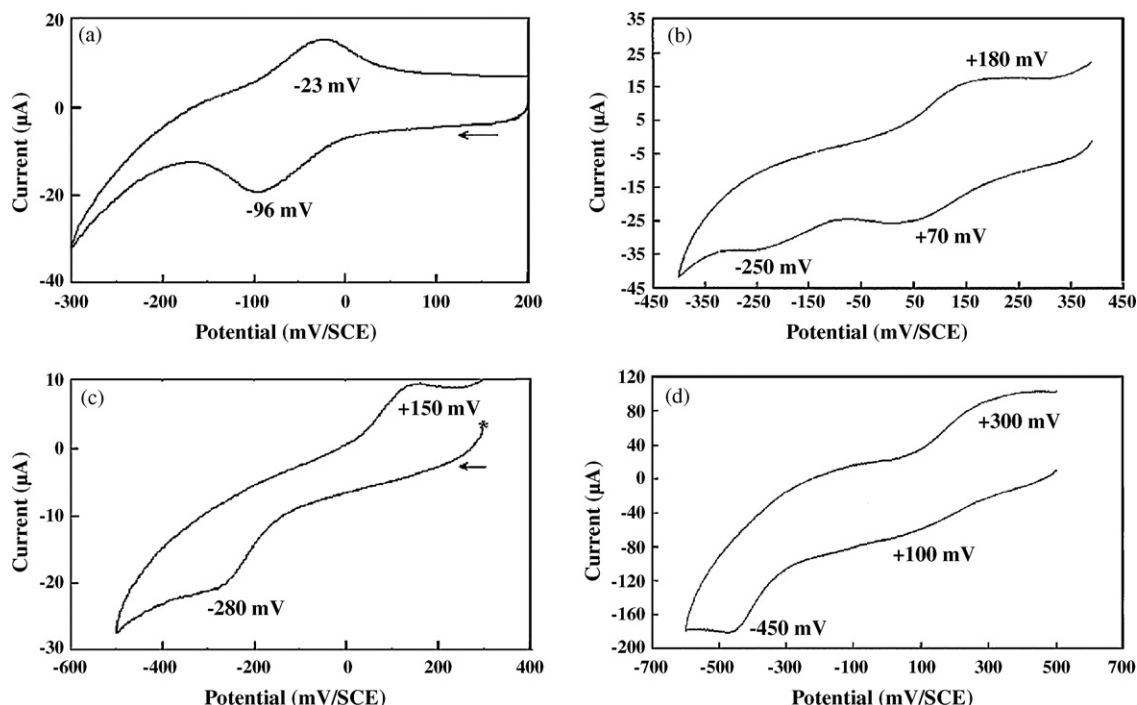 (a)
20
10
0
-10
-20
-30
-40
Current (µA)
-23 mV
-96 mV
-300
-200
-100
0
100
200
Potential (mV/SCE)
(b)
35
25
15
5
-5
-15
-25
-35
-45
Current (µA)
+180 mV
+70 mV
-250 mV
-450
-350
-250
-150
-50
50
150
250
350
450
Potential (mV/SCE)
(c)
10
0
-10
-20
-30
Current (µA)
+150 mV
*
-280 mV
-600
-400
-200
0
200
400
Potential (mV/SCE)
(d)
120
80
40
0
-40
-80
-120
-160
-200
Current (µA)
+300 mV
+100 mV
-450 mV
-700
-500
-300
-100
100
300
500
700
Potential (mV/SCE)